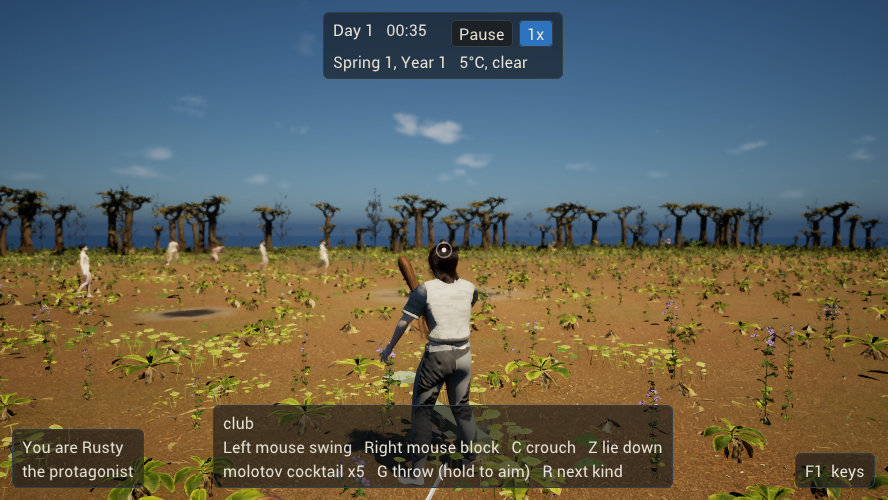 Day 1 00:35 Pause 1x
Spring 1, Year 1 5°C, clear
club
Left mouse swing Right mouse block C crouch Z lie down
molotov cocktail x5 G throw (hold to aim) R next kind
You are Rusty
the protagonist
F1 keys